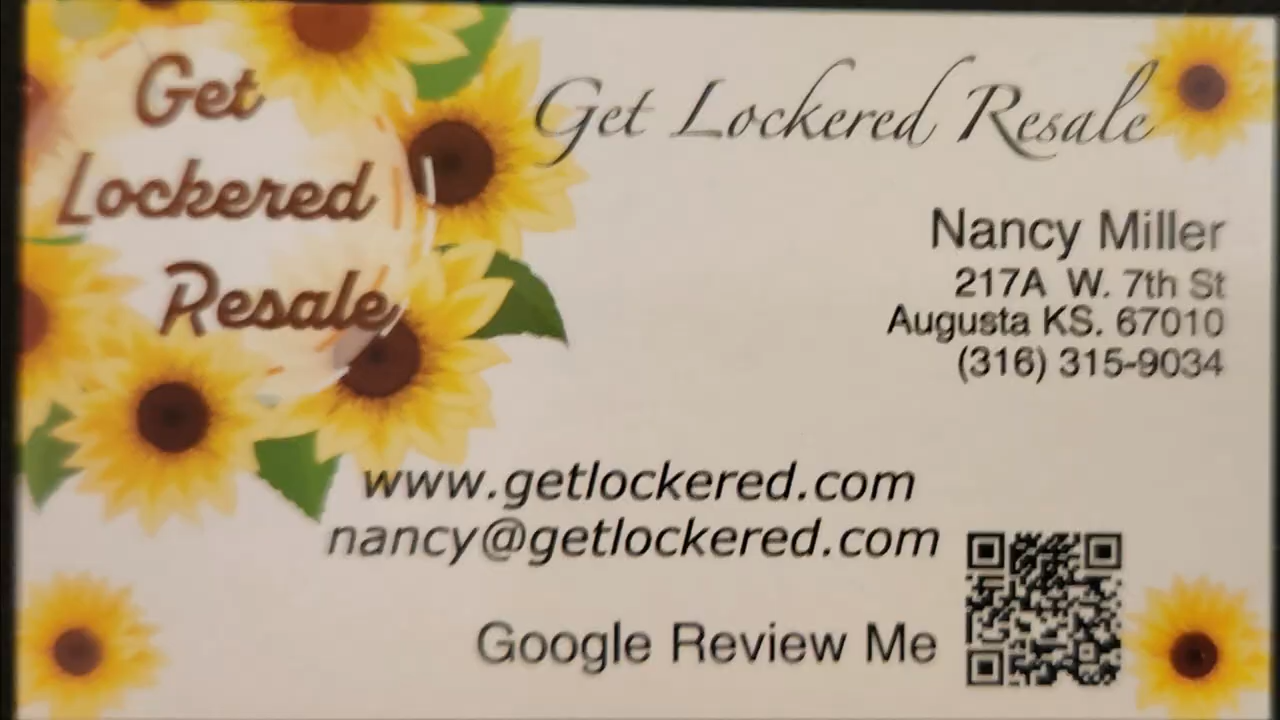 Get
Lockered
Resale
Get Lockered Resale
Nancy Miller
217A W. 7th St
Augusta KS. 67010
(316) 315-9034
www.getlockered.com
nancy@getlockered.com
Google Review Me